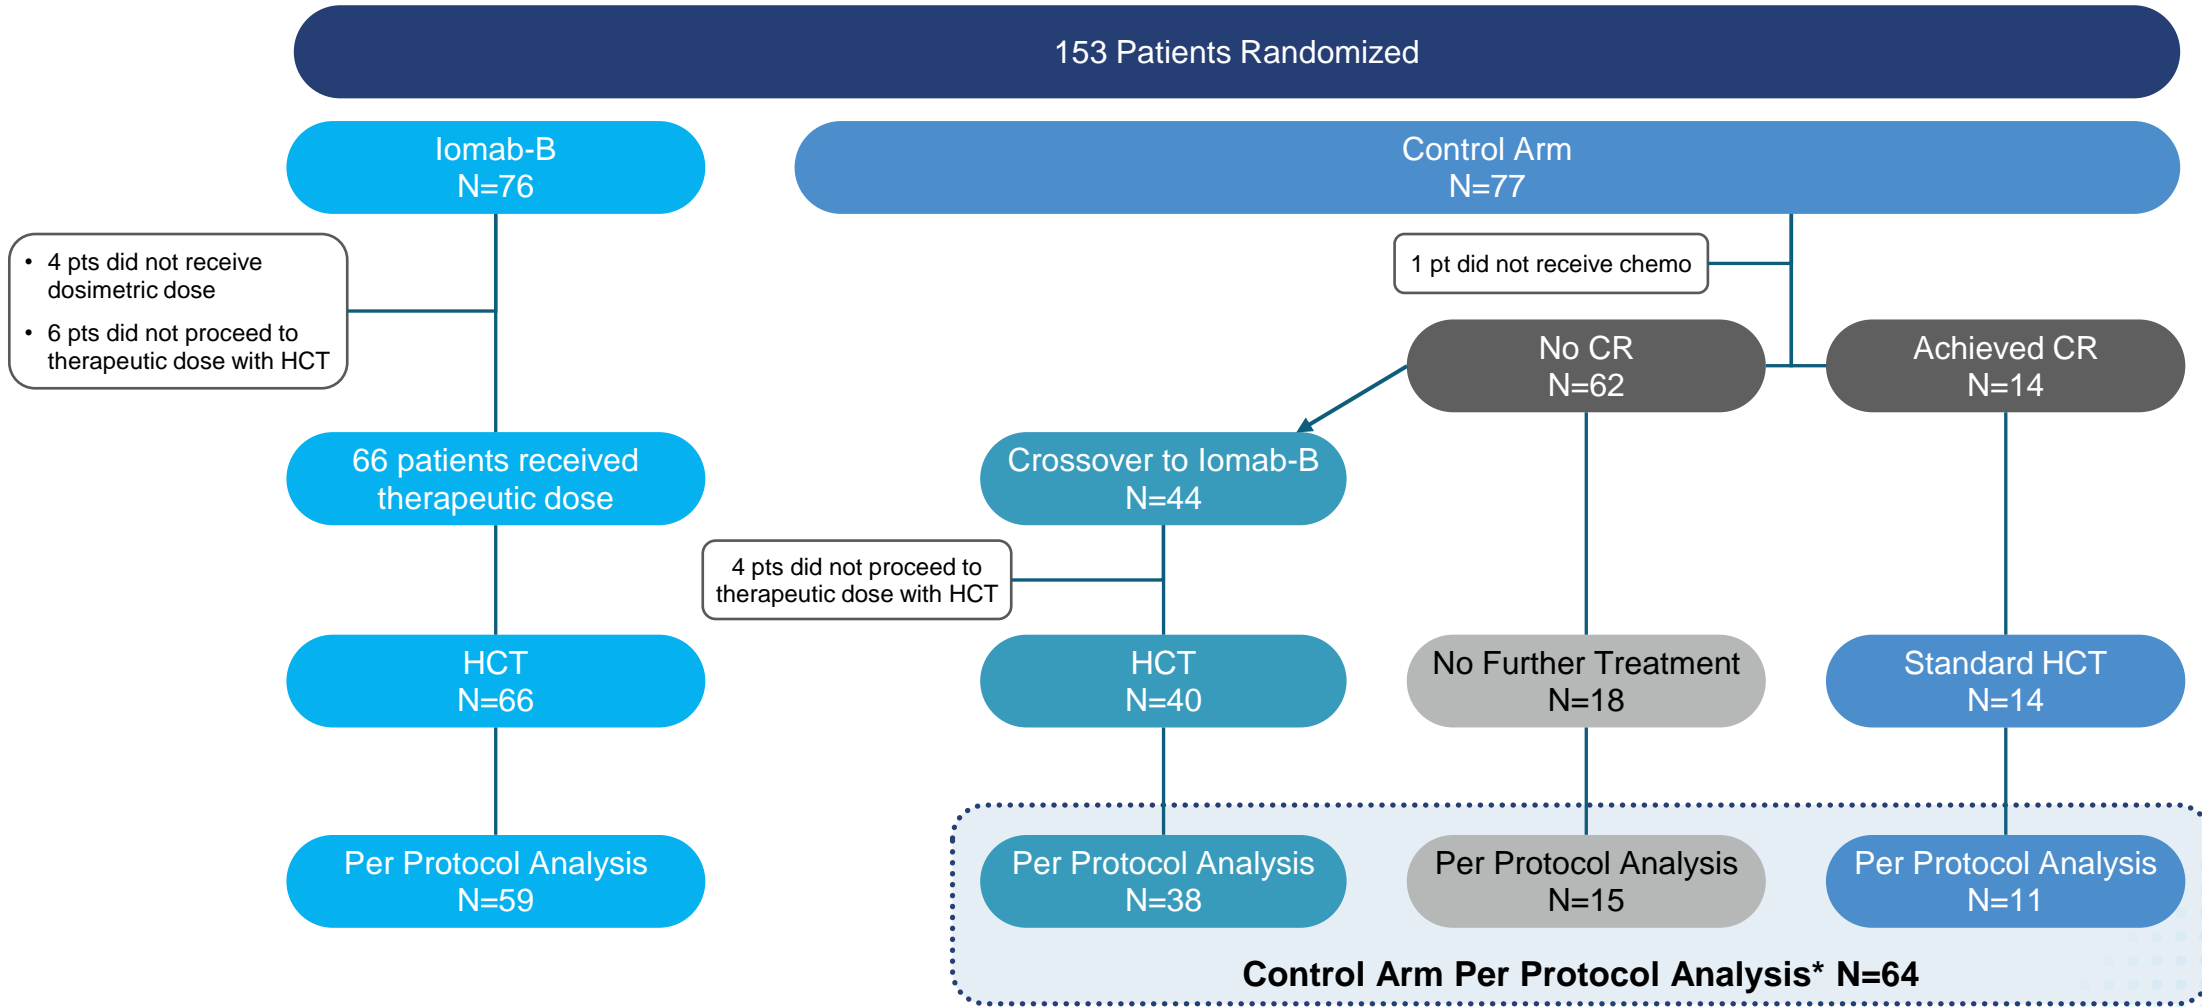 153 Patients Randomized
Iomab-B
N=76
Control Arm
N=77
• 4 pts did not receive
dosimetric dose
• 6 pts did not proceed to
therapeutic dose with HCT
1 pt did not receive chemo
No CR
N=62
Achieved CR
N=14
66 patients received
therapeutic dose
Crossover to Iomab-B
N=44
4 pts did not proceed to
therapeutic dose with HCT
HCT
N=66
HCT
N=40
No Further Treatment
N=18
Standard HCT
N=14
Per Protocol Analysis
N=59
Per Protocol Analysis
N=38
Per Protocol Analysis
N=15
Per Protocol Analysis
N=11
Control Arm Per Protocol Analysis* N=64